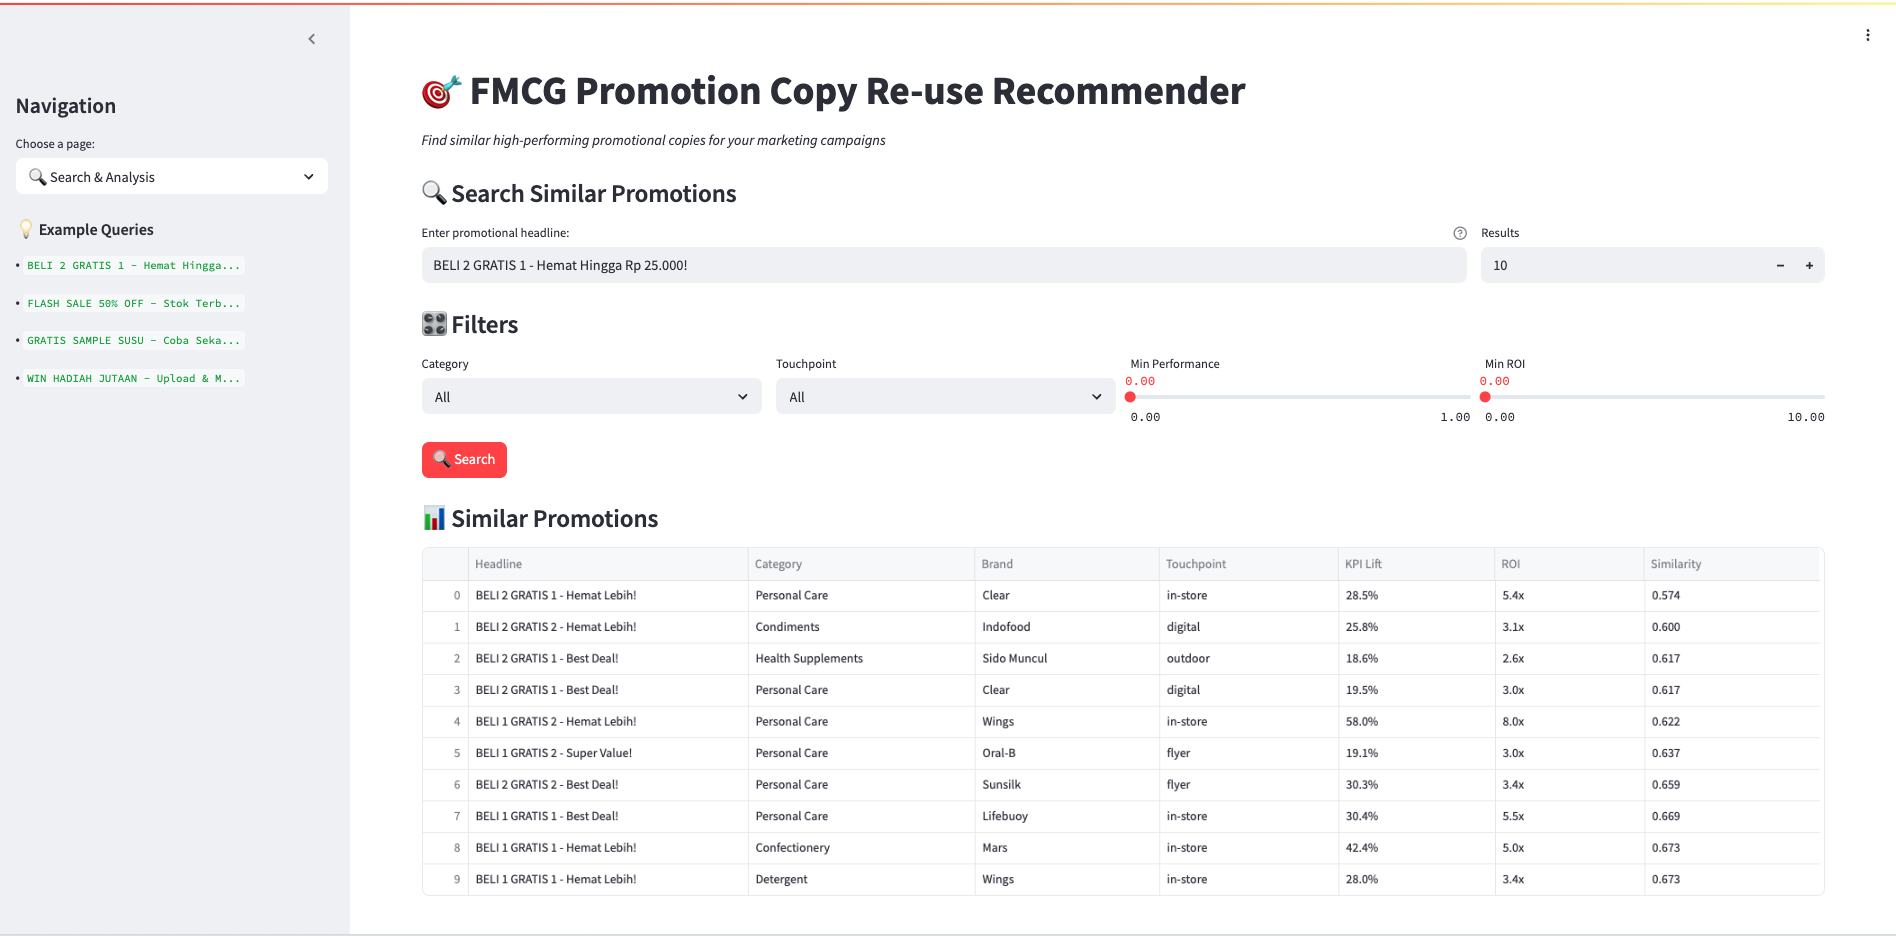 Navigation
Choose a page:
🔍 Search & Analysis
💡 Example Queries
• BELI 2 GRATIS 1 - Hemat Hingga...
• FLASH SALE 50% OFF - Stok Terb...
• GRATIS SAMPLE SUSU - Coba Seka...
• WIN HADIAH JUTAAN - Upload & M...
🎯 FMCG Promotion Copy Re-use Recommender
Find similar high-performing promotional copies for your marketing campaigns
🔍 Search Similar Promotions
Enter promotional headline: Results
BELI 2 GRATIS 1 - Hemat Hingga Rp 25.000! 10 - +
🎛️ Filters
Category Touchpoint Min Performance Min ROI
0.00 0.00
All All
0.00 1.00 0.00 10.00
🔍 Search
📊 Similar Promotions
Headline Category Brand Touchpoint KPI Lift ROI Similarity
0 BELI 2 GRATIS 1 - Hemat Lebih! Personal Care Clear in-store 28.5% 5.4x 0.574
1 BELI 2 GRATIS 2 - Hemat Lebih! Condiments Indofood digital 25.8% 3.1x 0.600
2 BELI 2 GRATIS 1 - Best Deal! Health Supplements Sido Muncul outdoor 18.6% 2.6x 0.617
3 BELI 2 GRATIS 1 - Best Deal! Personal Care Clear digital 19.5% 3.0x 0.617
4 BELI 1 GRATIS 2 - Hemat Lebih! Personal Care Wings in-store 58.0% 8.0x 0.622
5 BELI 1 GRATIS 2 - Super Value! Personal Care Oral-B flyer 19.1% 3.0x 0.637
6 BELI 2 GRATIS 2 - Best Deal! Personal Care Sunsilk flyer 30.3% 3.4x 0.659
7 BELI 1 GRATIS 1 - Best Deal! Personal Care Lifebuoy in-store 30.4% 5.5x 0.669
8 BELI 1 GRATIS 1 - Hemat Lebih! Confectionery Mars in-store 42.4% 5.0x 0.673
9 BELI 1 GRATIS 1 - Hemat Lebih! Detergent Wings in-store 28.0% 3.4x 0.673